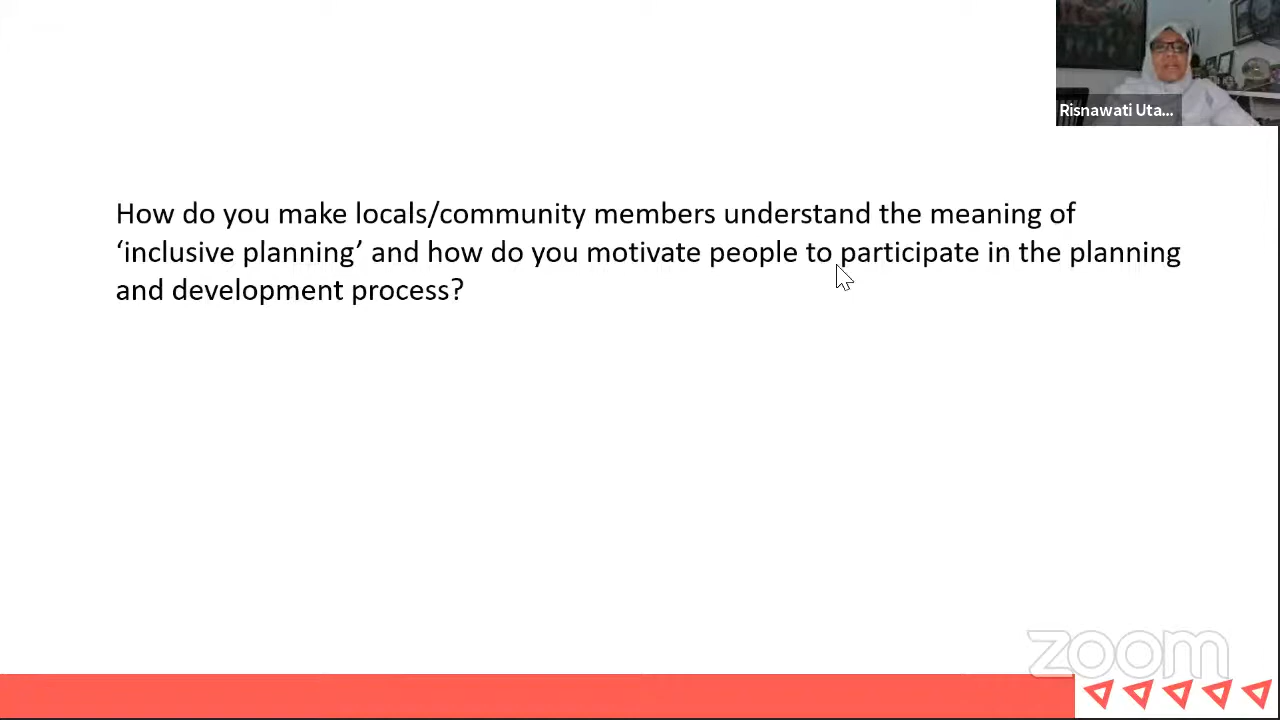 Risnawati Uta...
How do you make locals/community members understand the meaning of
‘inclusive planning’ and how do you motivate people to participate in the planning
and development process?
zoom